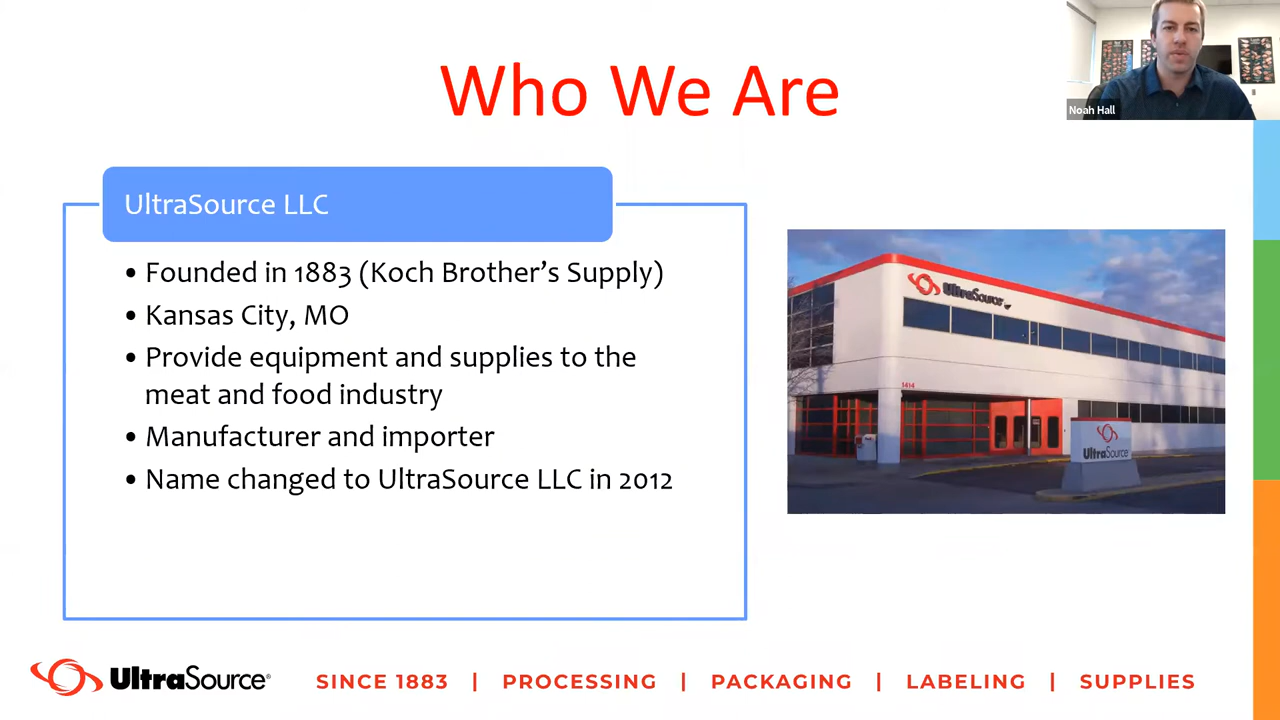 Who We Are
Noah Hall
UltraSource LLC
• Founded in 1883 (Koch Brother’s Supply)
• Kansas City, MO
• Provide equipment and supplies to the
meat and food industry
• Manufacturer and importer
• Name changed to UltraSource LLC in 2012
UltraSource
1414
UltraSource
UltraSource®
SINCE 1883 | PROCESSING | PACKAGING | LABELING | SUPPLIES